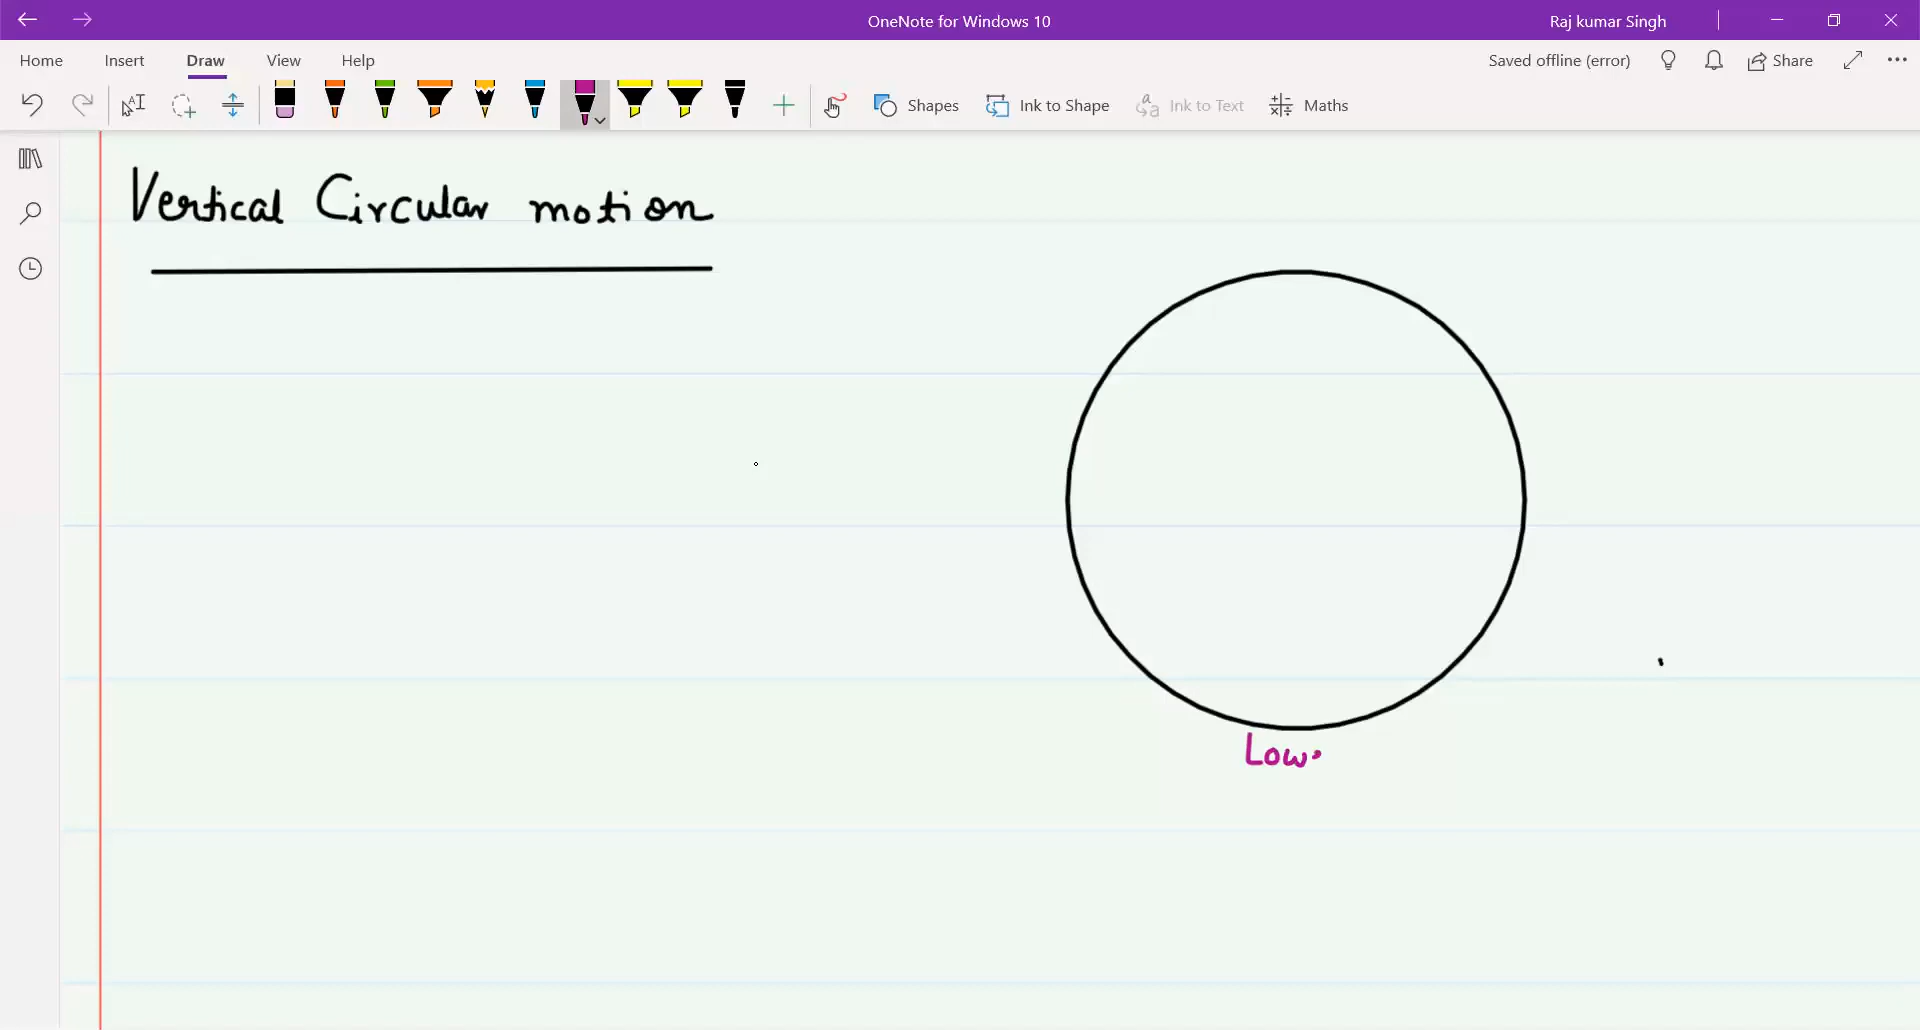 OneNote for Windows 10
Raj kumar Singh
Home Insert Draw View Help
Saved offline (error)
Share
Shapes
Ink to Shape
Ink to Text
Maths
Vertical Circular motion
Low.